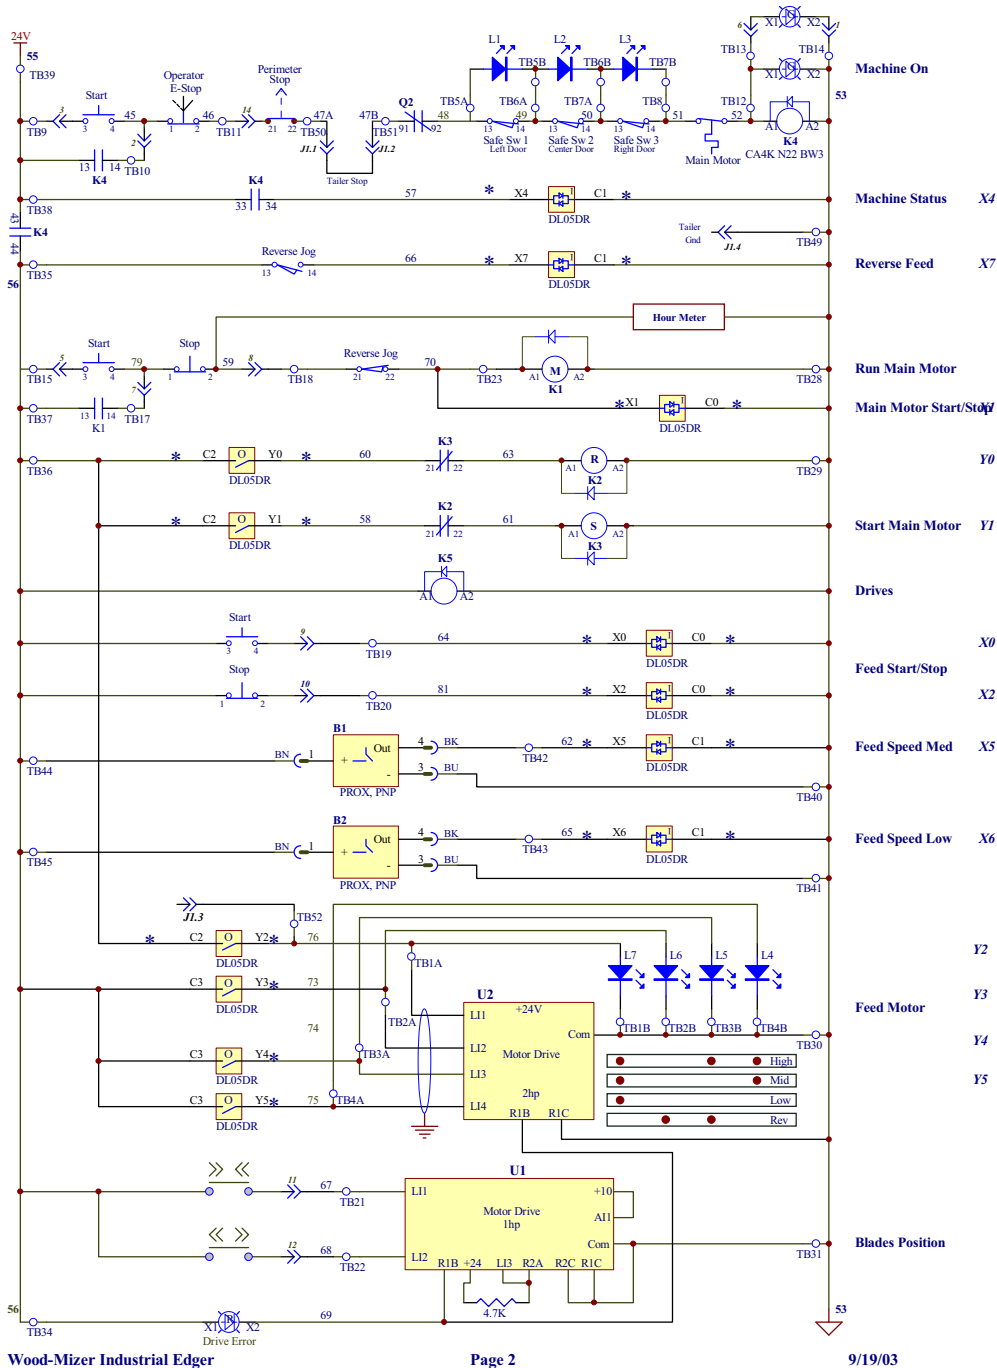 24V
55
TB39
Start
3
3 4
TB9
45
2
13 14
K4
TB10
Operator
E-Stop
1 2
46
TB11
14
Perimeter
Stop
21 22
47A
TB50
J1.1
Tailer Stop
47B
TB51
J1.2
Q2
91 92
48
L1
L2
L3
TB5A
TB5B
TB6A
TB6B
TB7A
TB7B
TB8
49
50
51
13 14
Safe Sw 1
Left Door
13 14
Safe Sw 2
Center Door
13 14
Safe Sw 3
Right Door
Main Motor
52
TB12
TB13
TB14
6
1
X1 X2
X1 X2
A1 A2
K4
CA4K N22 BW3
Machine On
53
TB38
K4
33 34
57
* X4 C1 *
DL05DR
Machine Status X4
43
44
K4
Tailer
Gnd
J1.4
TB49
TB35
56
Reverse Jog
13 14
66
* X7 C1 *
DL05DR
Reverse Feed X7
Hour Meter
TB15
5
Start
3 4
79
7
Stop
1 2
59
8
TB18
Reverse Jog
21 22
70
TB23
A1 M A2
K1
TB28
Run Main Motor
TB37
13 14
K1
TB17
*X1 C0 *
DL05DR
Main Motor Start/Stop
TB36
* C2 O Y0 *
DL05DR
60
K3
21 22
63
A1 R A2
K2
TB29
Y0
* C2 O Y1 *
DL05DR
58
K2
21 22
61
A1 S A2
K3
Start Main Motor Y1
K5
A1 A2
Drives
Start
3 4
9
TB19
64
* X0 C0 *
DL05DR
X0
Feed Start/Stop
Stop
1 2
10
TB20
81
* X2 C0 *
DL05DR
X2
TB44
BN 1
B1
+ Out -
PROX, PNP
4 BK
3 BU
TB42
62 * X5 C1 *
DL05DR
TB40
Feed Speed Med X5
TB45
BN 1
B2
+ Out -
PROX, PNP
4 BK
3 BU
TB43
65 * X6 C1 *
DL05DR
TB41
Feed Speed Low X6
J1.3
TB52
* C2 O Y2* 76
DL05DR
Y2
C3 O Y3* 73
DL05DR
Y3
74
C3 O Y4*
DL05DR
Y4
C3 O Y5* 75
DL05DR
Y5
TB1A
TB2A
TB3A
TB4A
U2
+24V
LI1
LI2
LI3
LI4
Com
Motor Drive
2hp
R1B R1C
L7
L6
L5
L4
TB1B
TB2B
TB3B
TB4B
TB30
Feed Motor
High
Mid
Low
Rev
11
67
TB21
12
68
TB22
U1
LI1
LI2
Motor Drive
1hp
+10
AI1
Com
R1B +24 LI3 R2A R2C R1C
4.7K
TB31
Blades Position
56
TB34
X1 R X2
Drive Error
69
53
Wood-Mizer Industrial Edger
Page 2
9/19/03